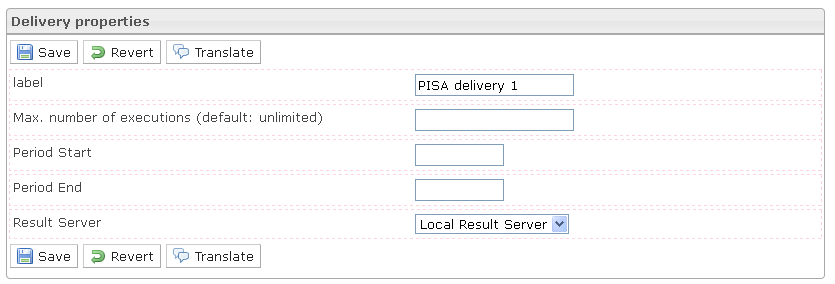 Delivery properties
Save Revert Translate
label PISA delivery 1
Max. number of executions (default: unlimited)
Period Start
Period End
Result Server Local Result Server
Save Revert Translate